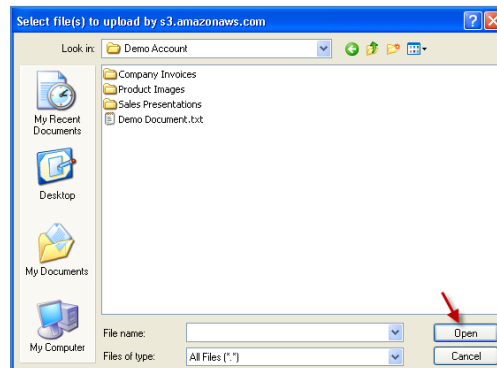 Select file(s) to upload by s3.amazonaws.com
Look in:
Demo Account
Company Invoices
Product Images
Sales Presentations
Demo Document.txt
My Recent
Documents
Desktop
My Documents
My Computer
File name:
Open
Files of type:
All Files (*.*)
Cancel